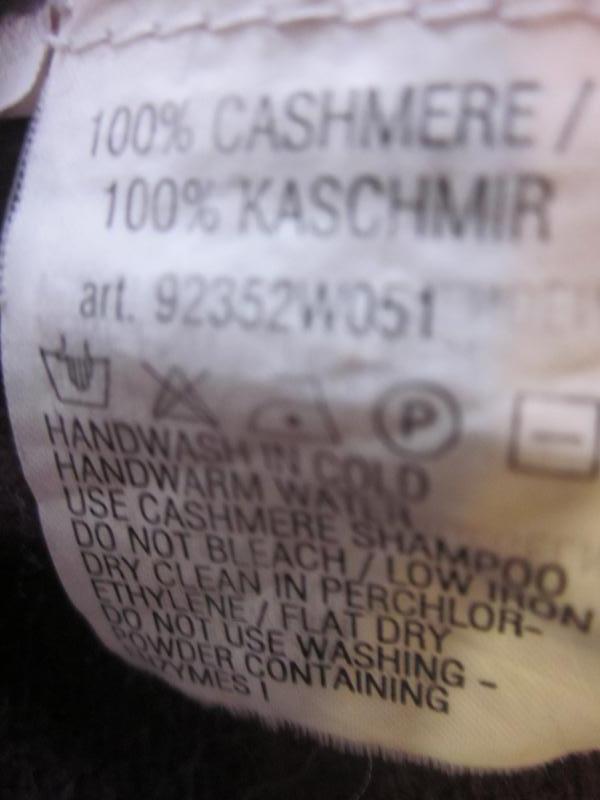 100% CASHMERE /
100% KASCHMIR
art. 92352W051
P
HANDWASH IN COLD
HANDWARM WATER
USE CASHMERE SHAMPOO
DO NOT BLEACH / LOW IRON
DRY CLEAN IN PERCHLOR-
ETHYLENE / FLAT DRY
DO NOT USE WASHING -
POWDER CONTAINING
ENZYMES !